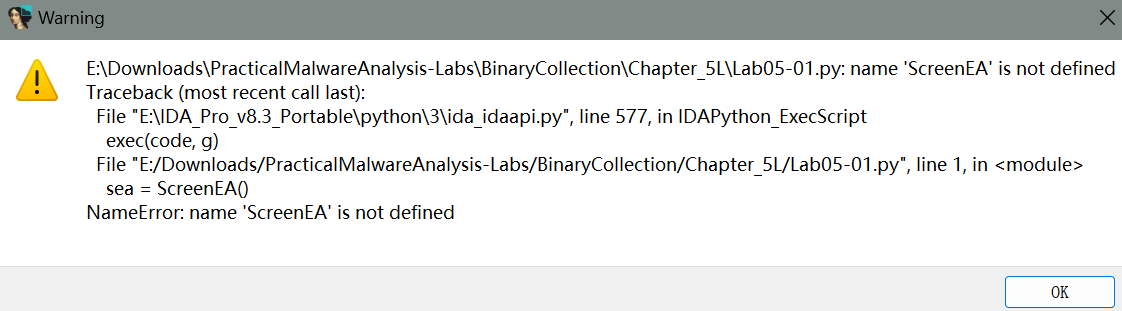 Warning
E:\Downloads\PracticalMalwareAnalysis-Labs\BinaryCollection\Chapter_5L\Lab05-01.py: name 'ScreenEA' is not defined
Traceback (most recent call last):
  File "E:\IDA_Pro_v8.3_Portable\python\3\ida_idaapi.py", line 577, in IDAPython_ExecScript
    exec(code, g)
  File "E:/Downloads/PracticalMalwareAnalysis-Labs/BinaryCollection/Chapter_5L/Lab05-01.py", line 1, in <module>
    sea = ScreenEA()
NameError: name 'ScreenEA' is not defined
OK